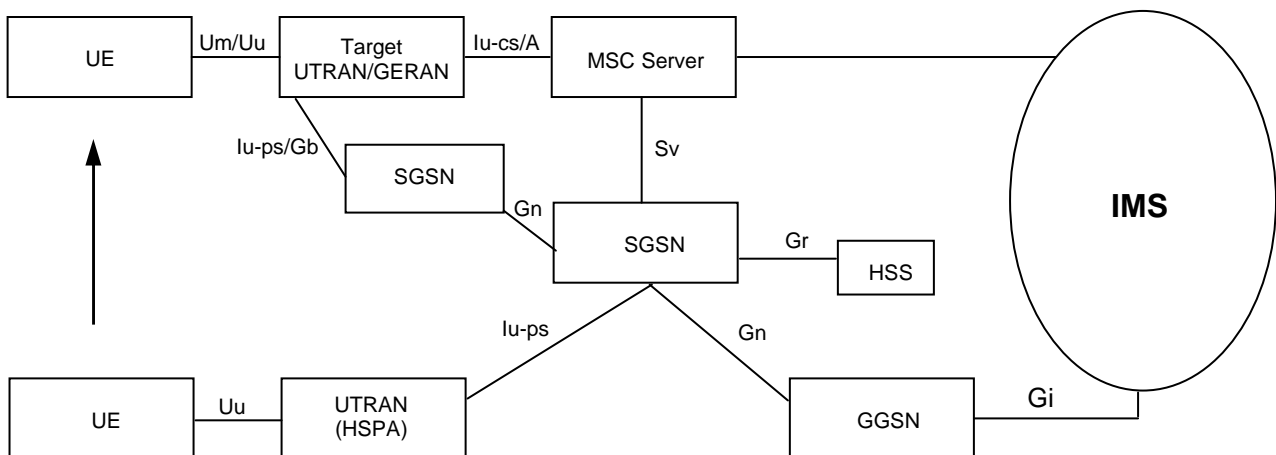 UE
Um/Uu
Target
UTRAN/GERAN
Iu-cs/A
MSC Server
Iu-ps/Gb
SGSN
Sv
Gn
SGSN
Gr
HSS
IMS
Iu-ps
Gn
UE
Uu
UTRAN
(HSPA)
GGSN
Gi